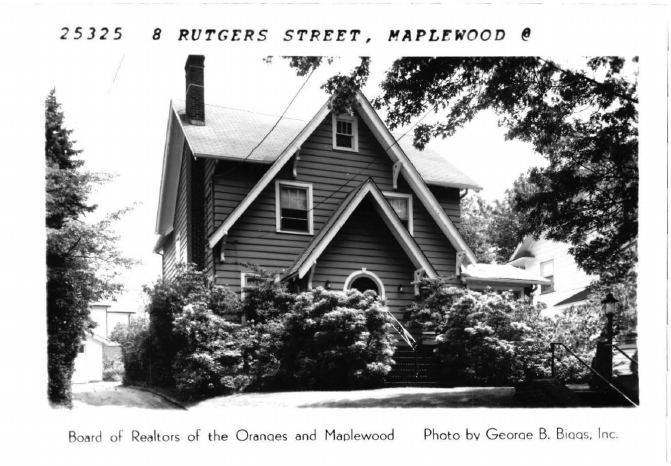 25325 8 RUTGERS STREET, MAPLEWOOD @
Board of Realtors of the Oranges and Maplewood Photo by George B. Biggs, Inc.